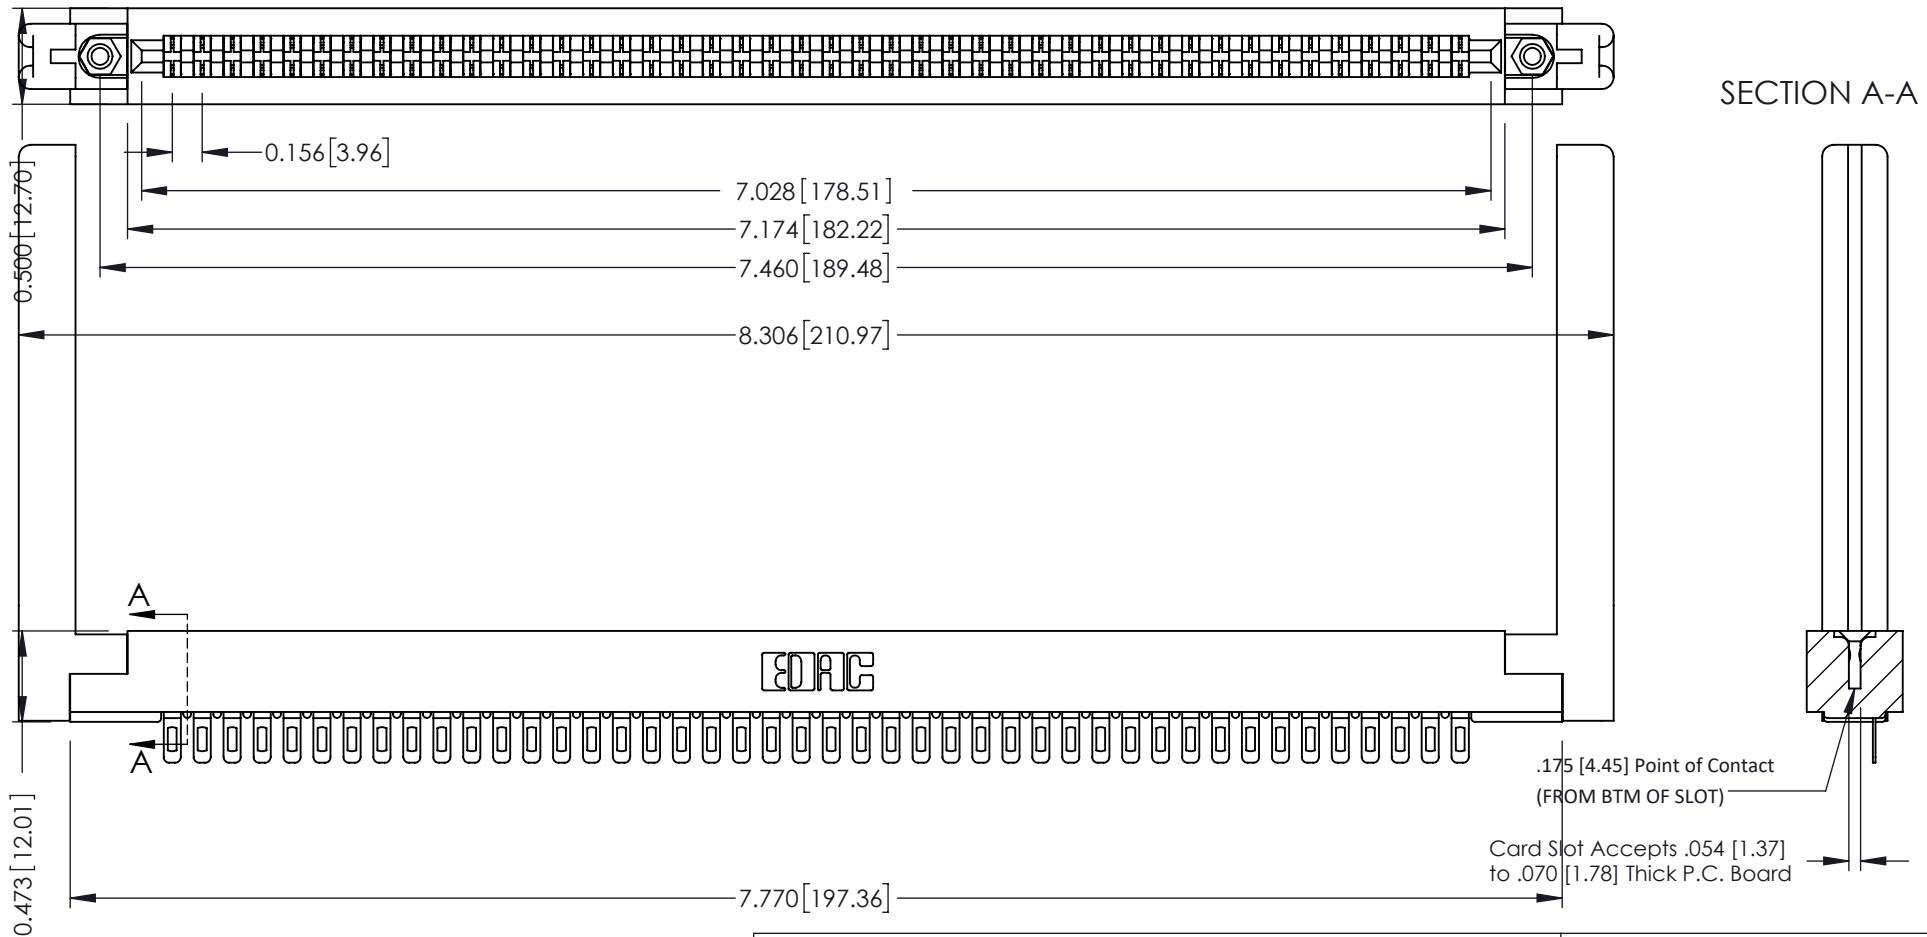 SECTION A-A
0.156[3.96]
0.500[12.70]
7.028[178.51]
7.174[182.22]
7.460[189.48]
8.306[210.97]
A
EDAC
A
.175 [4.45] Point of Contact
(FROM BTM OF SLOT)
0.473[12.01]
Card Slot Accepts .054 [1.37]
to .070 [1.78] Thick P.C. Board
7.770[197.36]